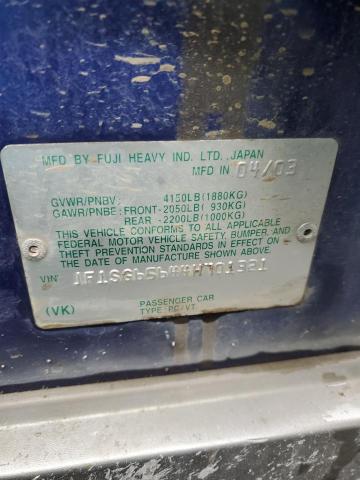 MFD BY FUJI HEAVY IND. LTD. JAPAN
MFD IN 04/03
GVWR/PNBV: 4150LB(1880KG)
GAWR/PNBE: FRONT-2050LB( 930KG)
REAR -2200LB(1000KG)
THIS VEHICLE CONFORMS TO ALL APPLICABLE
FEDERAL MOTOR VEHICLE SAFETY, BUMPER, AND
THEFT PREVENTION STANDARDS IN EFFECT ON
THE DATE OF MANUFACTURE SHOWN ABOVE.
VIN:
(VK) PASSENGER CAR
TYPE:PC/VT